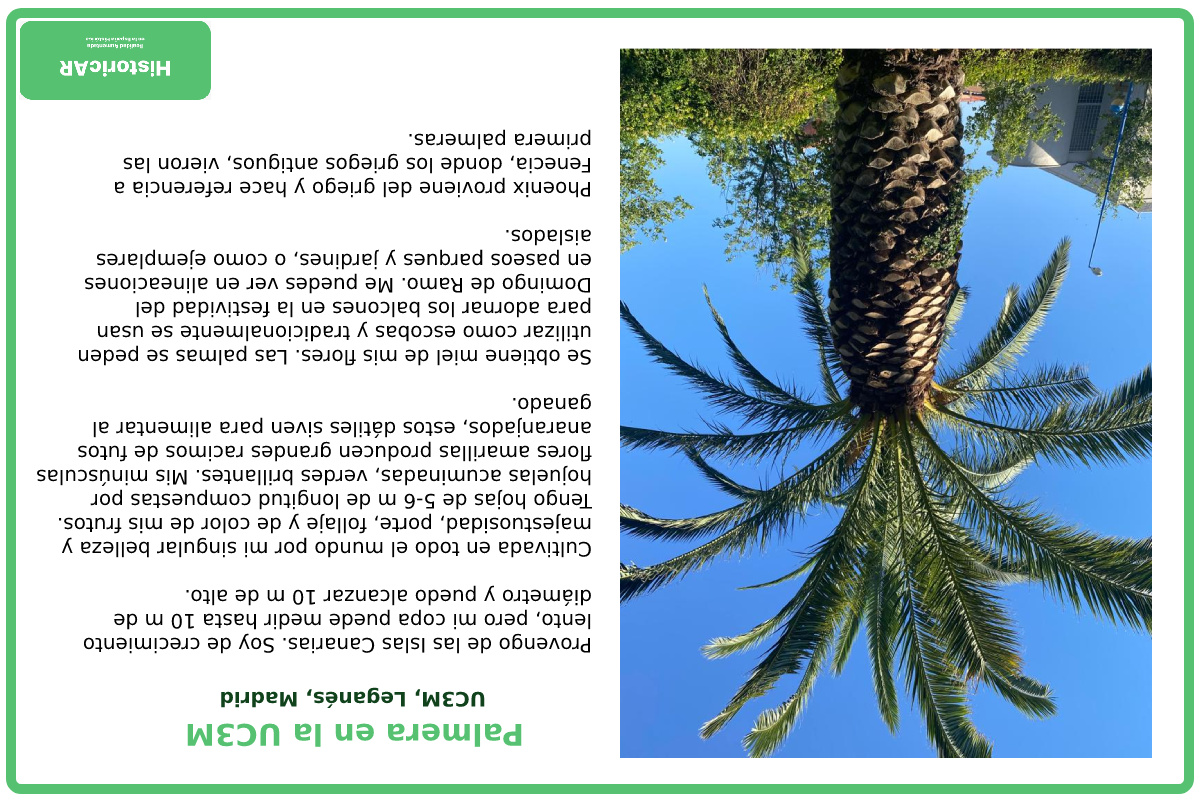 Palmera en la UC3M
UC3M, Leganés, Madrid
Provengo de las Islas Canarias. Soy de crecimiento
lento, pero mi copa puede medir hasta 10 m de
diámetro y puedo alcanzar 10 m de alto.
Cultivada en todo el mundo por mi singular belleza y
majestuosidad, porte, follaje y de color de mis frutos.
Tengo hojas de 5-6 m de longitud compuestas por
hojuelas acuminadas, verdes brillantes. Mis minúsculas
flores amarillas producen grandes racimos de futos
anaranjados, estos dátiles siven para alimentar al
ganado.
Se obtiene miel de mis flores. Las palmas se peden
utilizar como escobas y tradicionalmente se usan
para adornar los balcones en la festividad del
Domingo de Ramo. Me puedes ver en alineaciones
en paseos parques y jardines, o como ejemplares
aislados.
Phoenix proviene del griego y hace referencia a
Fenecia, donde los griegos antiguos, vieron las
primera palmeras.
HistoricAR
Realidad Aumentada